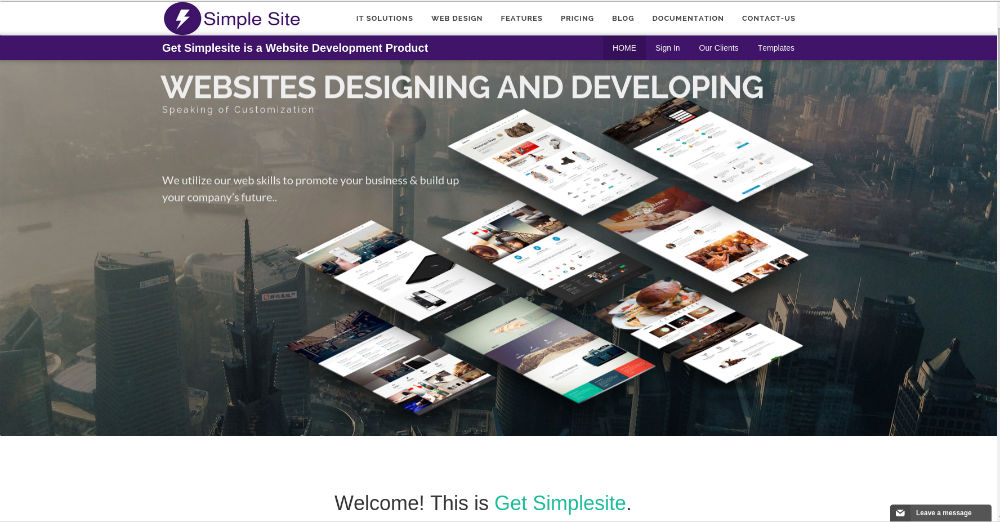 Simple Site
IT SOLUTIONS
WEB DESIGN
FEATURES
PRICING
BLOG
DOCUMENTATION
CONTACT-US
Get Simplesite is a Website Development Product
HOME
Sign In
Our Clients
Templates
WEBSITES DESIGNING AND DEVELOPING
Speaking of Customization
We utilize our web skills to promote your business & build up
your company's future..
Welcome! This is Get Simplesite.
Leave a message